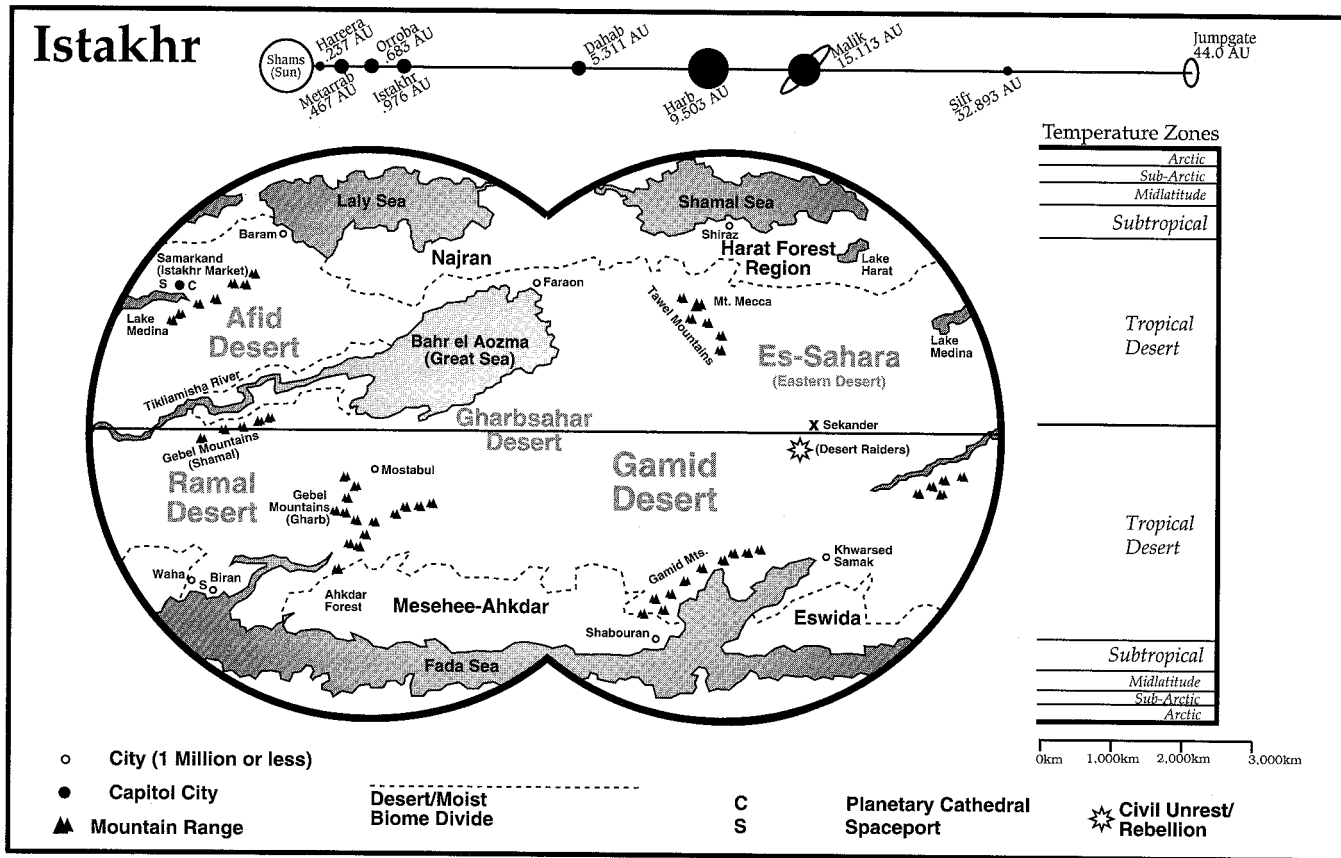 Istakhr
Shams
(Sun)
Hareera
.237 AU
Metarrab
.467 AU
Orroba
.683 AU
Istakhr
.976 AU
Dahab
5.311 AU
Harb
9.503 AU
Malik
15.113 AU
Sifr
32.893 AU
Jumpgate
44.0 AU
Temperature Zones
Arctic
Sub-Arctic
Midlatitude
Subtropical
Tropical
Desert
Tropical
Desert
Subtropical
Midlatitude
Sub-Arctic
Arctic
0km 1,000km 2,000km 3,000km
Laly Sea
Baram
Najran
Samarkand
(Istakhr Market)
S C
Lake
Medina
Afid
Desert
Faraon
Bahr el Aozma
(Great Sea)
Tikliamisha River
Gharbsahar
Desert
Gebel Mountains
(Shamal)
Ramal
Desert
Mostabul
Gebel
Mountains
(Gharb)
Waha
S
Biran
Ahkdar
Forest
Mesehee-Ahkdar
Fada Sea
Shamal Sea
Shiraz
Harat Forest
Region
Lake
Harat
Mt. Mecca
Tawel Mountains
Es-Sahara
(Eastern Desert)
Lake
Medina
X Sekander
(Desert Raiders)
Gamid
Desert
Gamid Mts.
Khwarsed
Samak
Eswida
Shabouran
City (1 Million or less)
Capitol City
Mountain Range
Desert/Moist
Biome Divide
C Planetary Cathedral
S Spaceport
Civil Unrest/
Rebellion